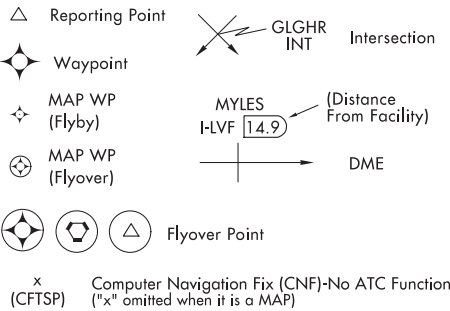 Reporting Point
Waypoint
MAP WP
(Flyby)
MAP WP
(Flyover)
GLGHR
INT
Intersection
MYLES
I-LVF 14.9
(Distance
From Facility)
DME
Flyover Point
x
(CFTSP)
Computer Navigation Fix (CNF)-No ATC Function
("x" omitted when it is a MAP)